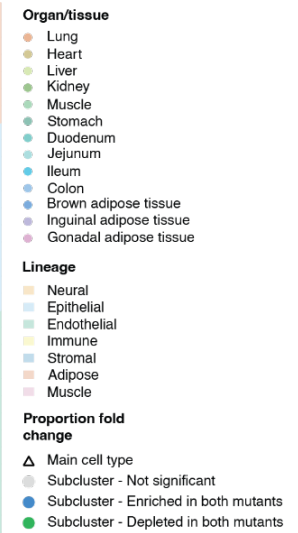 Organ/tissue
Lung
Heart
Liver
Kidney
Muscle
Stomach
Duodenum
Jejunum
Ileum
Colon
Brown adipose tissue
Inguinal adipose tissue
Gonadal adipose tissue
Lineage
Neural
Epithelial
Endothelial
Immune
Stromal
Adipose
Muscle
Proportion fold
change
Main cell type
Subcluster - Not significant
Subcluster - Enriched in both mutants
Subcluster - Depleted in both mutants